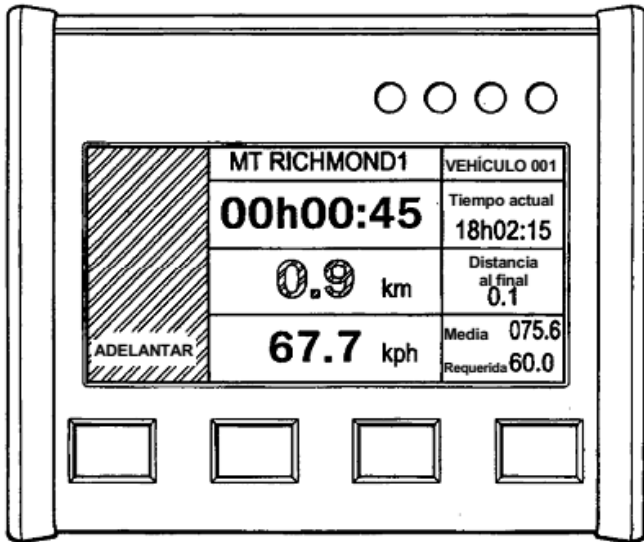 MT RICHMOND1
VEHÍCULO 001
00h00:45
Tiempo actual
18h02:15
0.9 km
Distancia
al final
0.1
ADELANTAR
67.7 kph
Media 075.6
Requerida 60.0